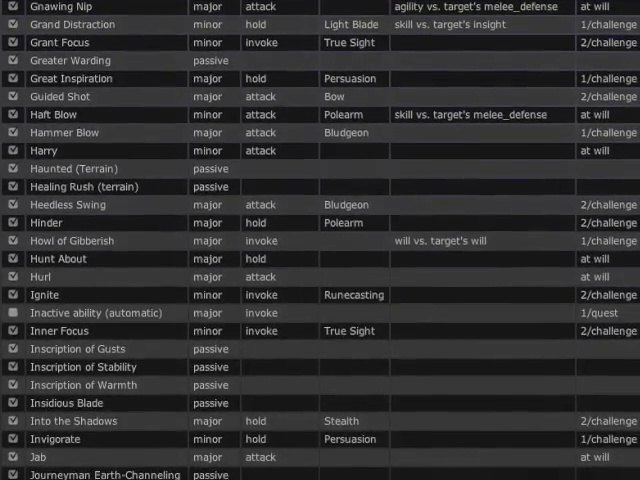 Gnawing Nip major attack agility vs. target's melee_defense at will
Grand Distraction minor hold Light Blade skill vs. target's insight 1/challenge
Grant Focus minor invoke True Sight 2/challenge
Greater Warding passive
Great Inspiration major hold Persuasion 1/challenge
Guided Shot major attack Bow 2/challenge
Haft Blow minor attack Polearm skill vs. target's melee_defense at will
Hammer Blow major attack Bludgeon 1/challenge
Harry minor attack at will
Haunted (Terrain) passive
Healing Rush (terrain) passive
Heedless Swing major attack Bludgeon 2/challenge
Hinder major hold Polearm 2/challenge
Howl of Gibberish major invoke will vs. target's will 1/challenge
Hunt About major hold at will
Hurl major attack at will
Ignite minor invoke Runecasting 2/challenge
Inactive ability (automatic) major invoke 1/quest
Inner Focus minor invoke True Sight 2/challenge
Inscription of Gusts passive
Inscription of Stability passive
Inscription of Warmth passive
Insidious Blade passive
Into the Shadows major hold Stealth 2/challenge
Invigorate minor hold Persuasion 1/challenge
Jab major attack at will
Journeyman Earth-Channeling passive